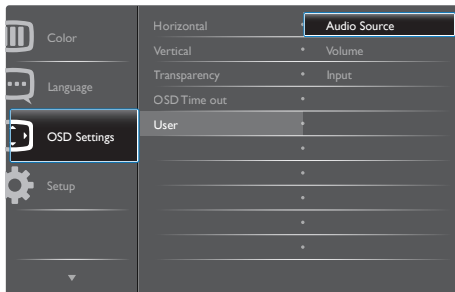 Color
Language
OSD Settings
Setup
Horizontal
Vertical
Transparency
OSD Time out
User
Audio Source
Volume
Input